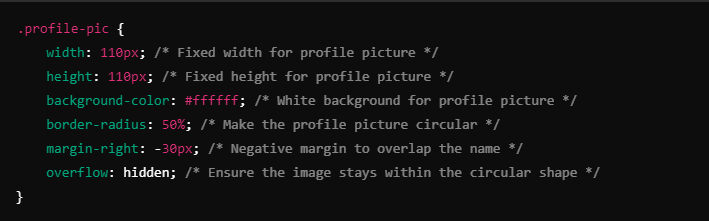 .profile-pic {
    width: 110px; /* Fixed width for profile picture */
    height: 110px; /* Fixed height for profile picture */
    background-color: #ffffff; /* White background for profile picture */
    border-radius: 50%; /* Make the profile picture circular */
    margin-right: -30px; /* Negative margin to overlap the name */
    overflow: hidden; /* Ensure the image stays within the circular shape */
}